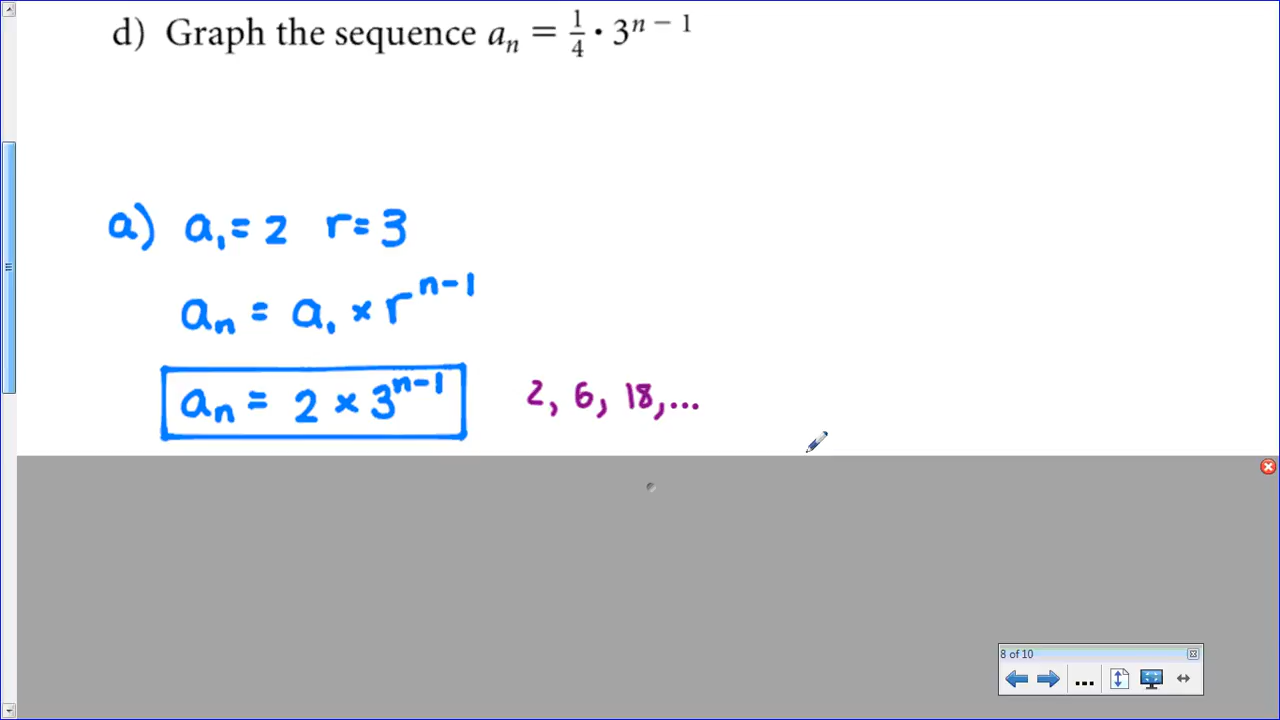 d) Graph the sequence aₙ = 1/4 · 3ⁿ⁻¹
a) a₁ = 2 r = 3
aₙ = a₁ × rⁿ⁻¹
aₙ = 2 × 3ⁿ⁻¹ 2, 6, 18, ...
8 of 10
...